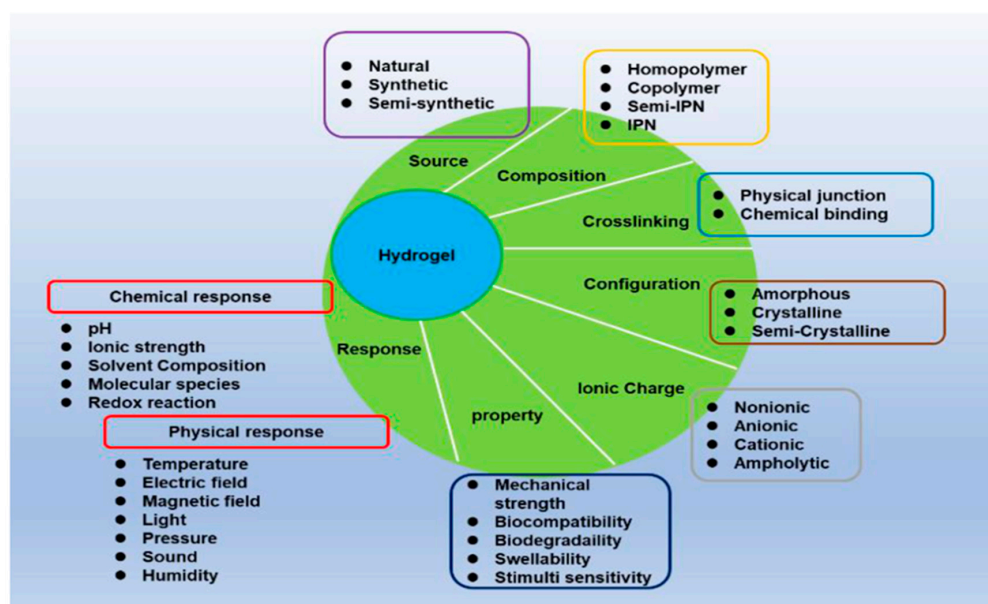 Natural
Synthetic
Semi-synthetic
Homopolymer
Copolymer
Semi-IPN
IPN
Source
Composition
Physical junction
Chemical binding
Crosslinking
Hydrogel
Configuration
Amorphous
Crystalline
Semi-Crystalline
Chemical response
pH
Ionic strength
Solvent Composition
Molecular species
Redox reaction
Response
Ionic Charge
property
Nonionic
Anionic
Cationic
Ampholytic
Physical response
Temperature
Electric field
Magnetic field
Light
Pressure
Sound
Humidity
Mechanical
strength
Biocompatibility
Biodegradaility
Swellability
Stimulti sensitivity